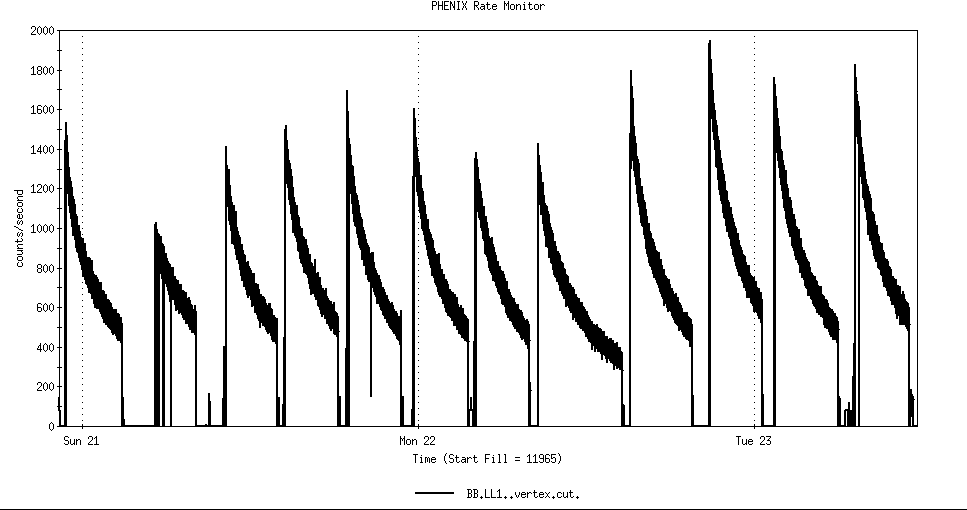 PHENIX Rate Monitor
2000
1800
1600
1400
1200
1000
800
600
400
200
0
counts/second
Sun 21 Mon 22 Tue 23
Time (Start Fill = 11965)
BB.LL1..vertex.cut.